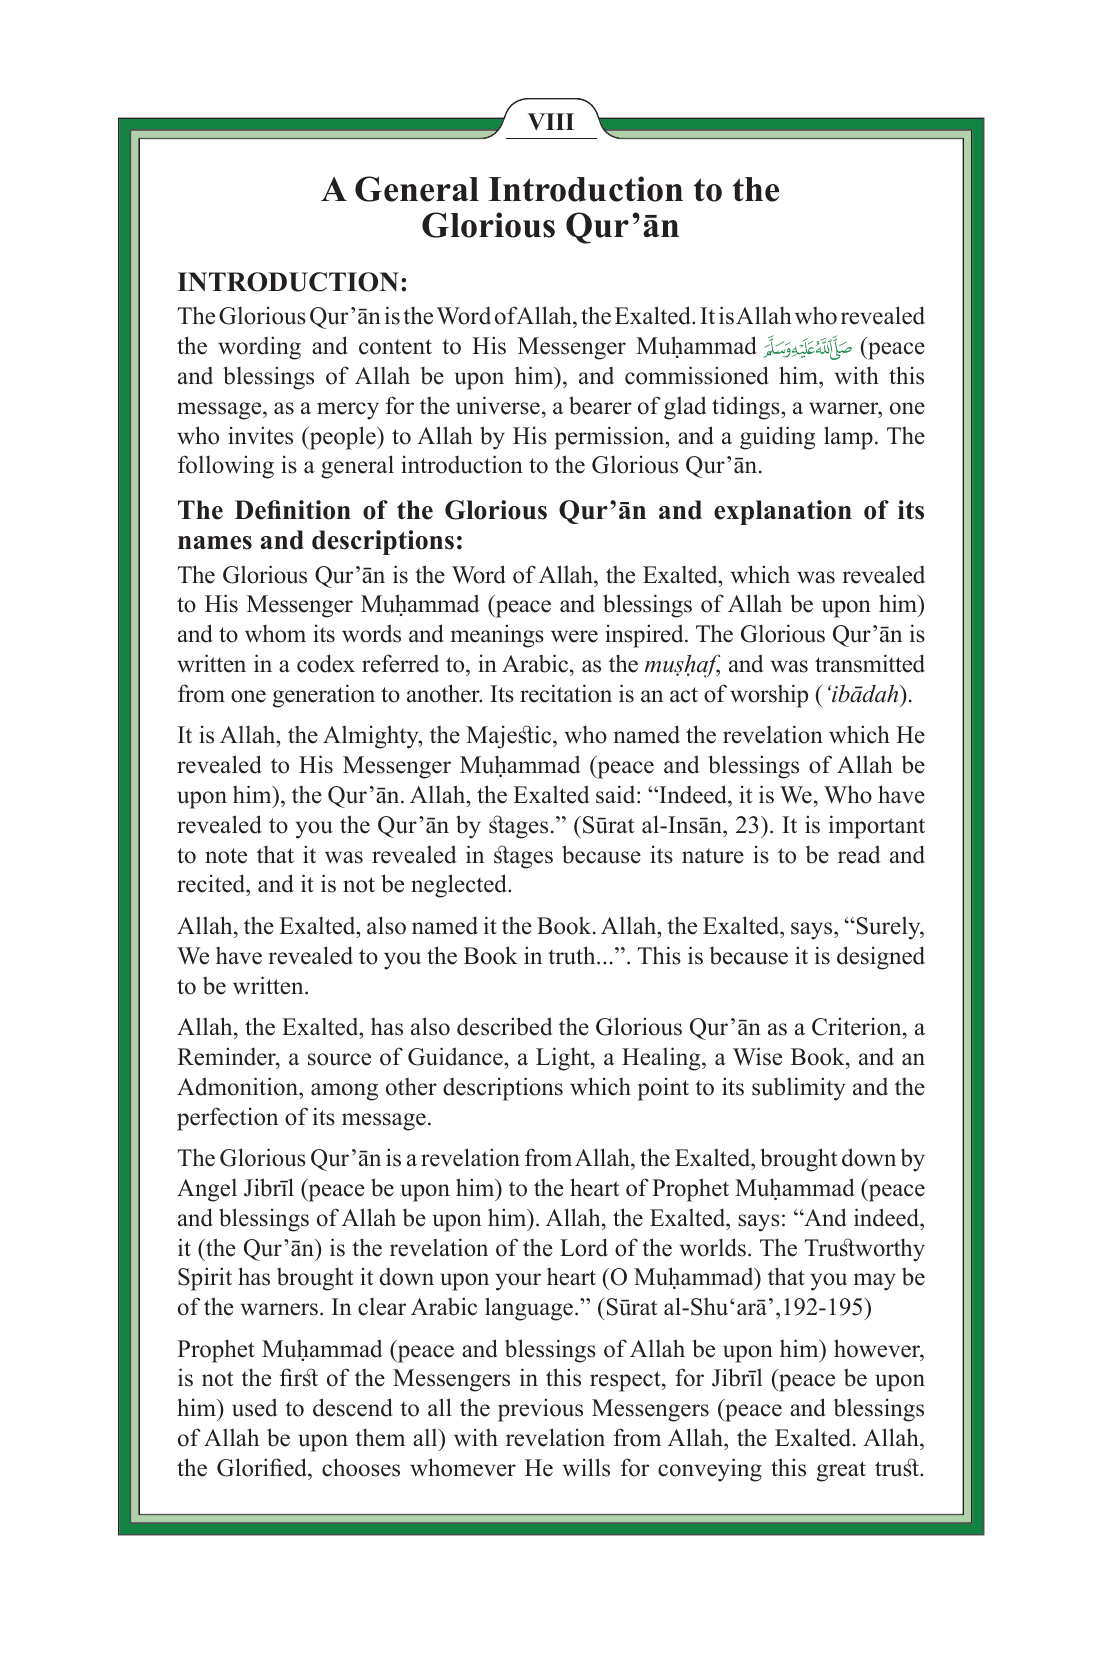 VIII
A General Introduction to the
Glorious Qur’ān
INTRODUCTION:
The Glorious Qur’ān is the Word of Allah, the Exalted. It is Allah who revealed
the wording and content to His Messenger Muḥammad صَلَّى اللَّهُ عَلَيْهِ وَسَلَّمَ (peace
and blessings of Allah be upon him), and commissioned him, with this
message, as a mercy for the universe, a bearer of glad tidings, a warner, one
who invites (people) to Allah by His permission, and a guiding lamp. The
following is a general introduction to the Glorious Qur’ān.
The Definition of the Glorious Qur’ān and explanation of its
names and descriptions:
The Glorious Qur’ān is the Word of Allah, the Exalted, which was revealed
to His Messenger Muḥammad (peace and blessings of Allah be upon him)
and to whom its words and meanings were inspired. The Glorious Qur’ān is
written in a codex referred to, in Arabic, as the muṣḥaf, and was transmitted
from one generation to another. Its recitation is an act of worship (‘ibādah).
It is Allah, the Almighty, the Majestic, who named the revelation which He
revealed to His Messenger Muḥammad (peace and blessings of Allah be
upon him), the Qur’ān. Allah, the Exalted said: “Indeed, it is We, Who have
revealed to you the Qur’ān by stages.” (Sūrat al-Insān, 23). It is important
to note that it was revealed in stages because its nature is to be read and
recited, and it is not be neglected.
Allah, the Exalted, also named it the Book. Allah, the Exalted, says, “Surely,
We have revealed to you the Book in truth...”. This is because it is designed
to be written.
Allah, the Exalted, has also described the Glorious Qur’ān as a Criterion, a
Reminder, a source of Guidance, a Light, a Healing, a Wise Book, and an
Admonition, among other descriptions which point to its sublimity and the
perfection of its message.
The Glorious Qur’ān is a revelation from Allah, the Exalted, brought down by
Angel Jibrīl (peace be upon him) to the heart of Prophet Muḥammad (peace
and blessings of Allah be upon him). Allah, the Exalted, says: “And indeed,
it (the Qur’ān) is the revelation of the Lord of the worlds. The Trustworthy
Spirit has brought it down upon your heart (O Muḥammad) that you may be
of the warners. In clear Arabic language.” (Sūrat al-Shu‘arā’,192-195)
Prophet Muḥammad (peace and blessings of Allah be upon him) however,
is not the first of the Messengers in this respect, for Jibrīl (peace be upon
him) used to descend to all the previous Messengers (peace and blessings
of Allah be upon them all) with revelation from Allah, the Exalted. Allah,
the Glorified, chooses whomever He wills for conveying this great trust.